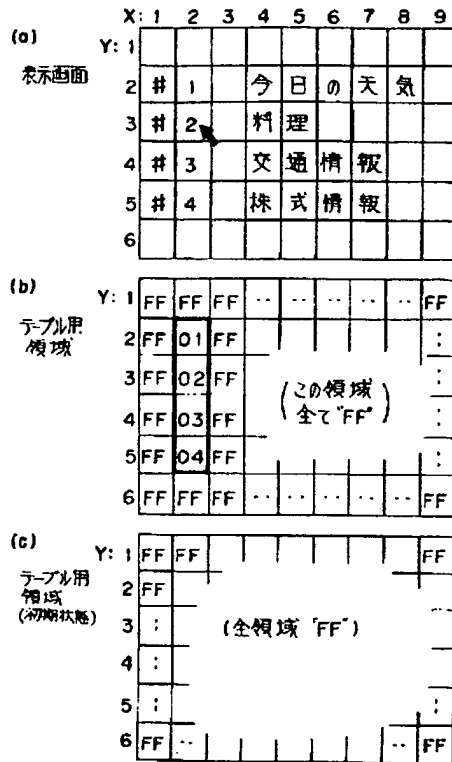 X: 1 2 3 4 5 6 7 8 9
(a)
Y: 1
表示画面
2 # 1 今日の天気
3 # 2 料理
4 # 3 交通情報
5 # 4 株式情報
6
(b)
Y: 1 FF FF FF ‥ ‥ ‥ ‥ ‥ FF
テーブル用
領域
2 FF 01 FF :
3 FF 02 FF :
(この領域
全て"FF")
4 FF 03 FF :
5 FF 04 FF :
6 FF FF FF ‥ ‥ ‥ ‥ ‥ FF
(c)
Y: 1 FF FF FF
テーブル用
領域
(初期状態)
2 FF
3 : (全領域"FF") :
4 : :
5 : :
6 FF ‥ ‥ FF